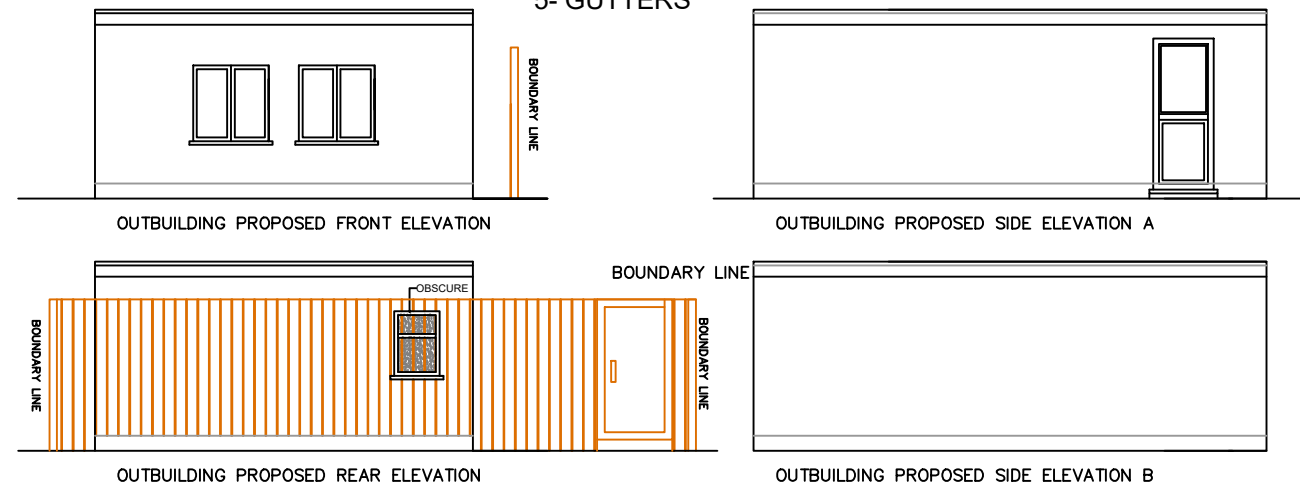 5- GUTTERS
BOUNDARY LINE
OUTBUILDING PROPOSED FRONT ELEVATION
OUTBUILDING PROPOSED SIDE ELEVATION A
BOUNDARY LINE
OBSCURE
BOUNDARY LINE
BOUNDARY LINE
OUTBUILDING PROPOSED REAR ELEVATION
OUTBUILDING PROPOSED SIDE ELEVATION B